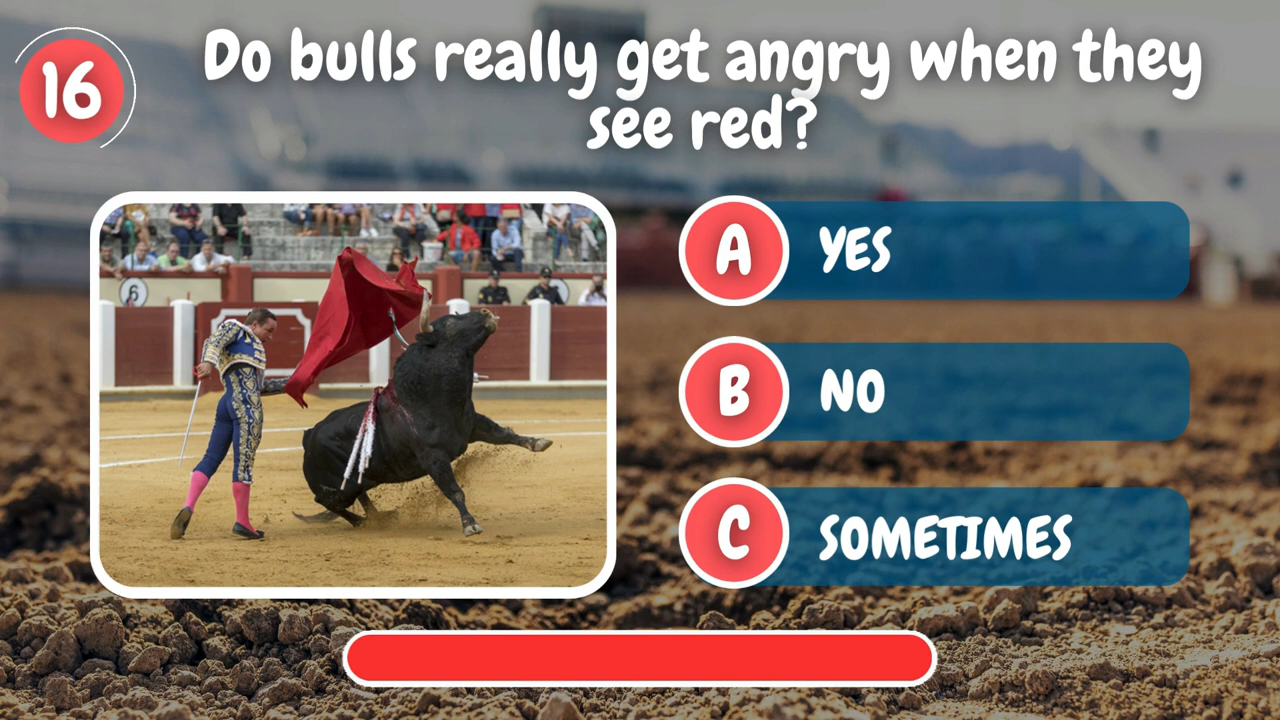 16
Do bulls really get angry when they
see red?
6
A YES
B NO
C SOMETIMES